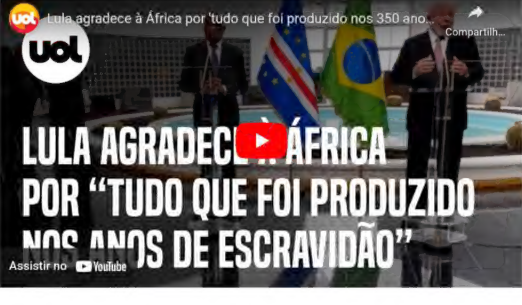 uol
Lula agradece à África por 'tudo que foi produzido nos 350 ano...
Compartilh...
uol
LULA AGRADECE À ÁFRICA
POR “TUDO QUE FOI PRODUZIDO
NOS ANOS DE ESCRAVIDÃO”
Assistir no YouTube